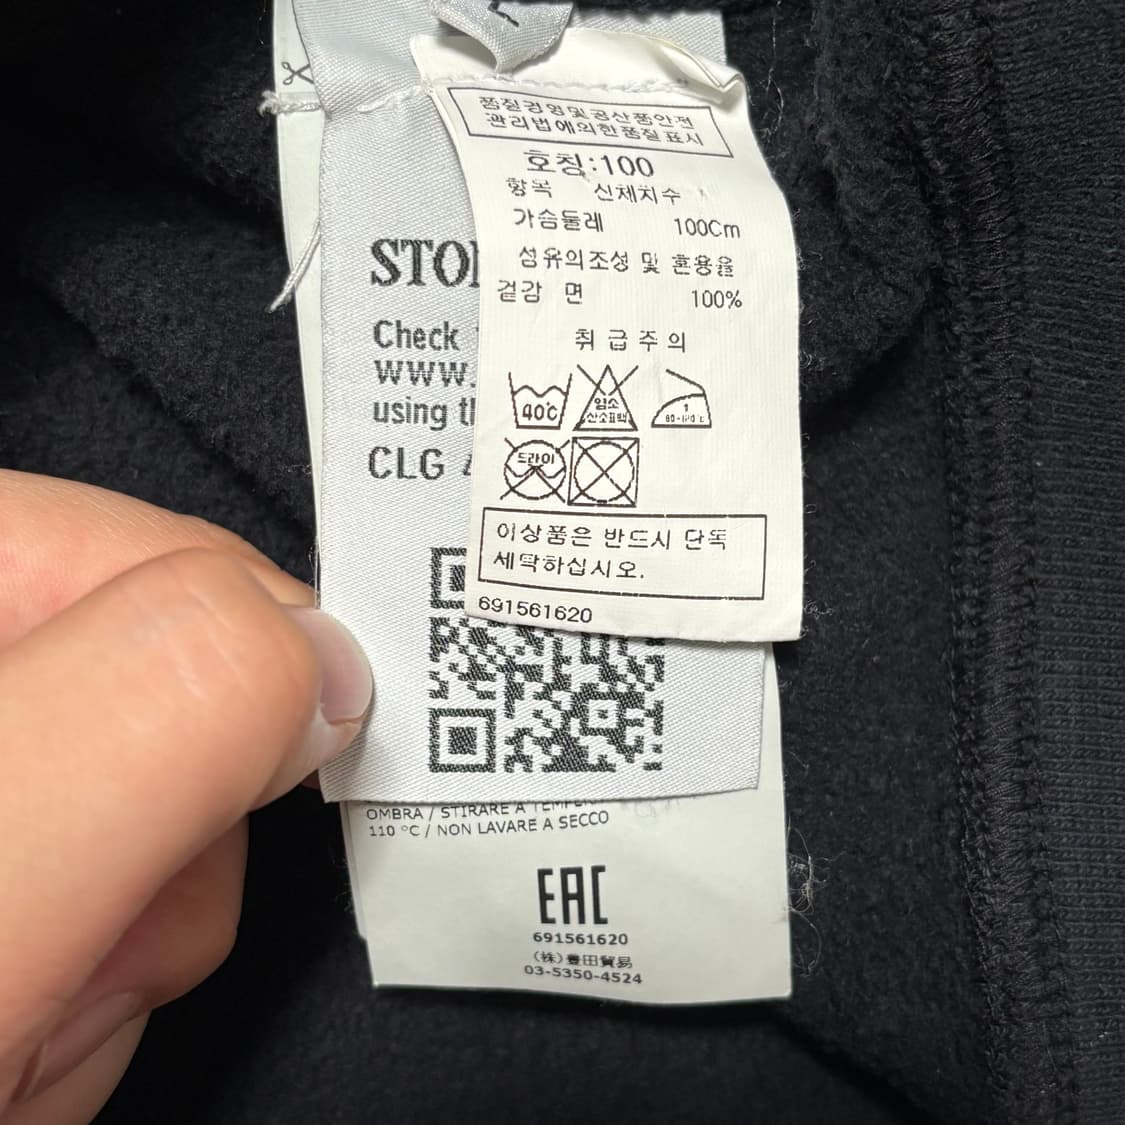 품질경영및공산품안전
관리법에의한품질표시
호칭:100
항목 신체치수
가슴둘레 100Cm
섬유의조성 및 혼용율
겉감 면 100%
취급주의
40℃
염소
산소표백
1
80-120℃
드라이
이상품은 반드시 단독
세탁하십시오.
691561620
STO
Check
www.
using
CLG
OMBRA / STIRARE A
110 °C / NON LAVARE A SECCO
EAC
691561620
(株)豊田貿易
03-5350-4524